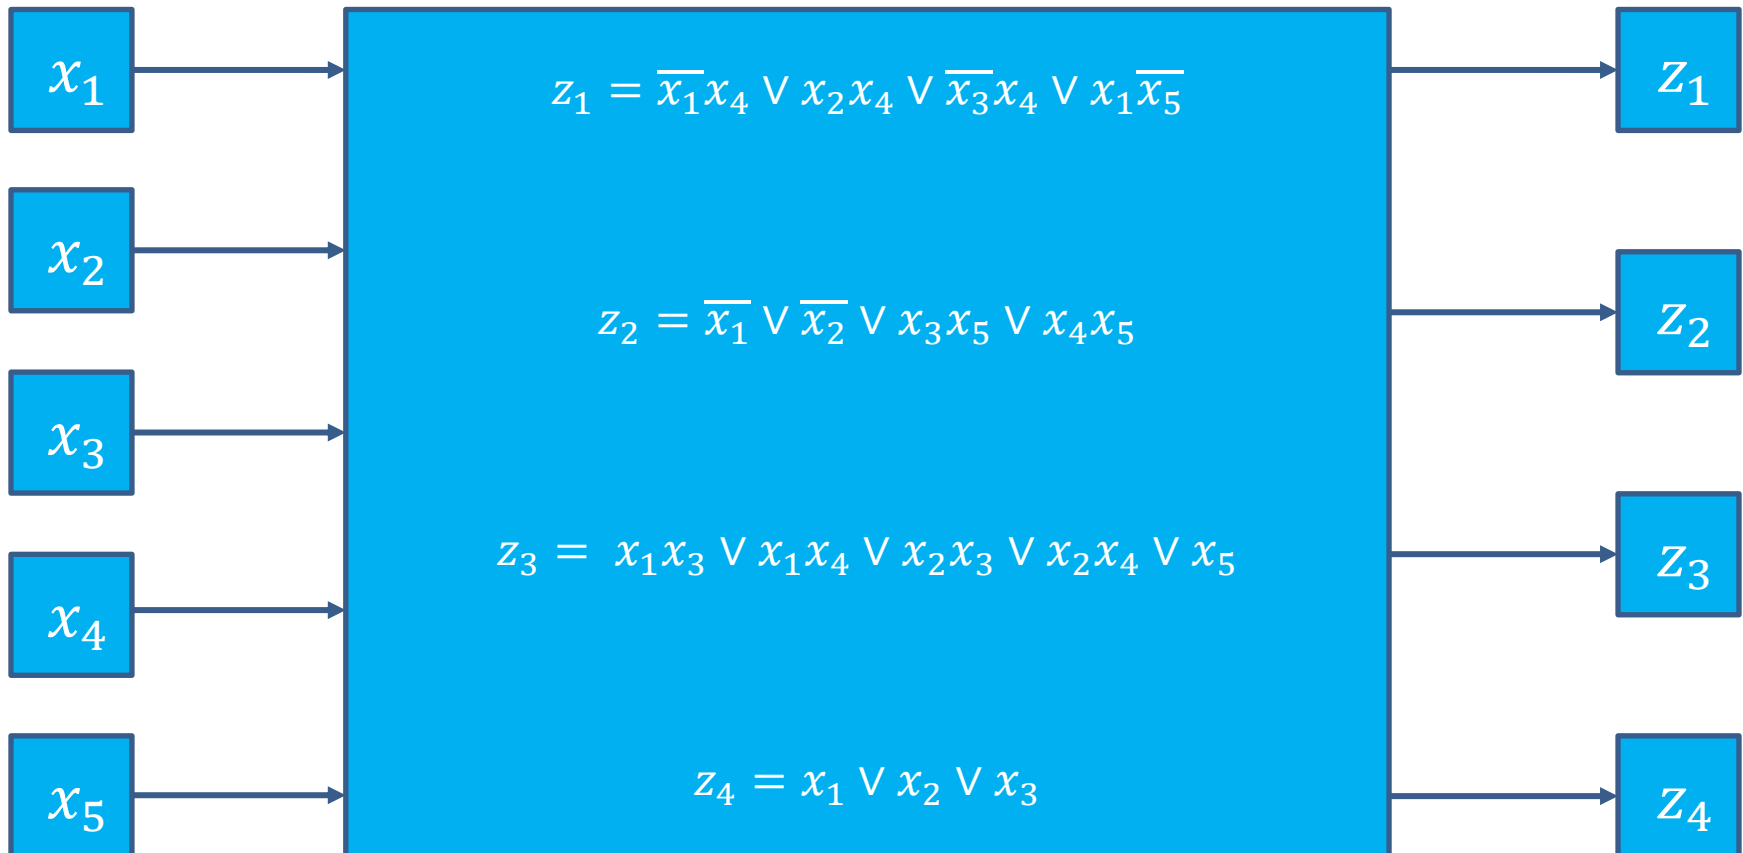 x₁
z₁ = x̅₁x₄ ∨ x₂x₄ ∨ x̅₃x₄ ∨ x₁x̅₅
z₁
x₂
z₂ = x̅₁ ∨ x̅₂ ∨ x₃x₅ ∨ x₄x₅
z₂
x₃
z₃ = x₁x₃ ∨ x₁x₄ ∨ x₂x₃ ∨ x₂x₄ ∨ x₅
z₃
x₄
x₅
z₄ = x₁ ∨ x₂ ∨ x₃
z₄